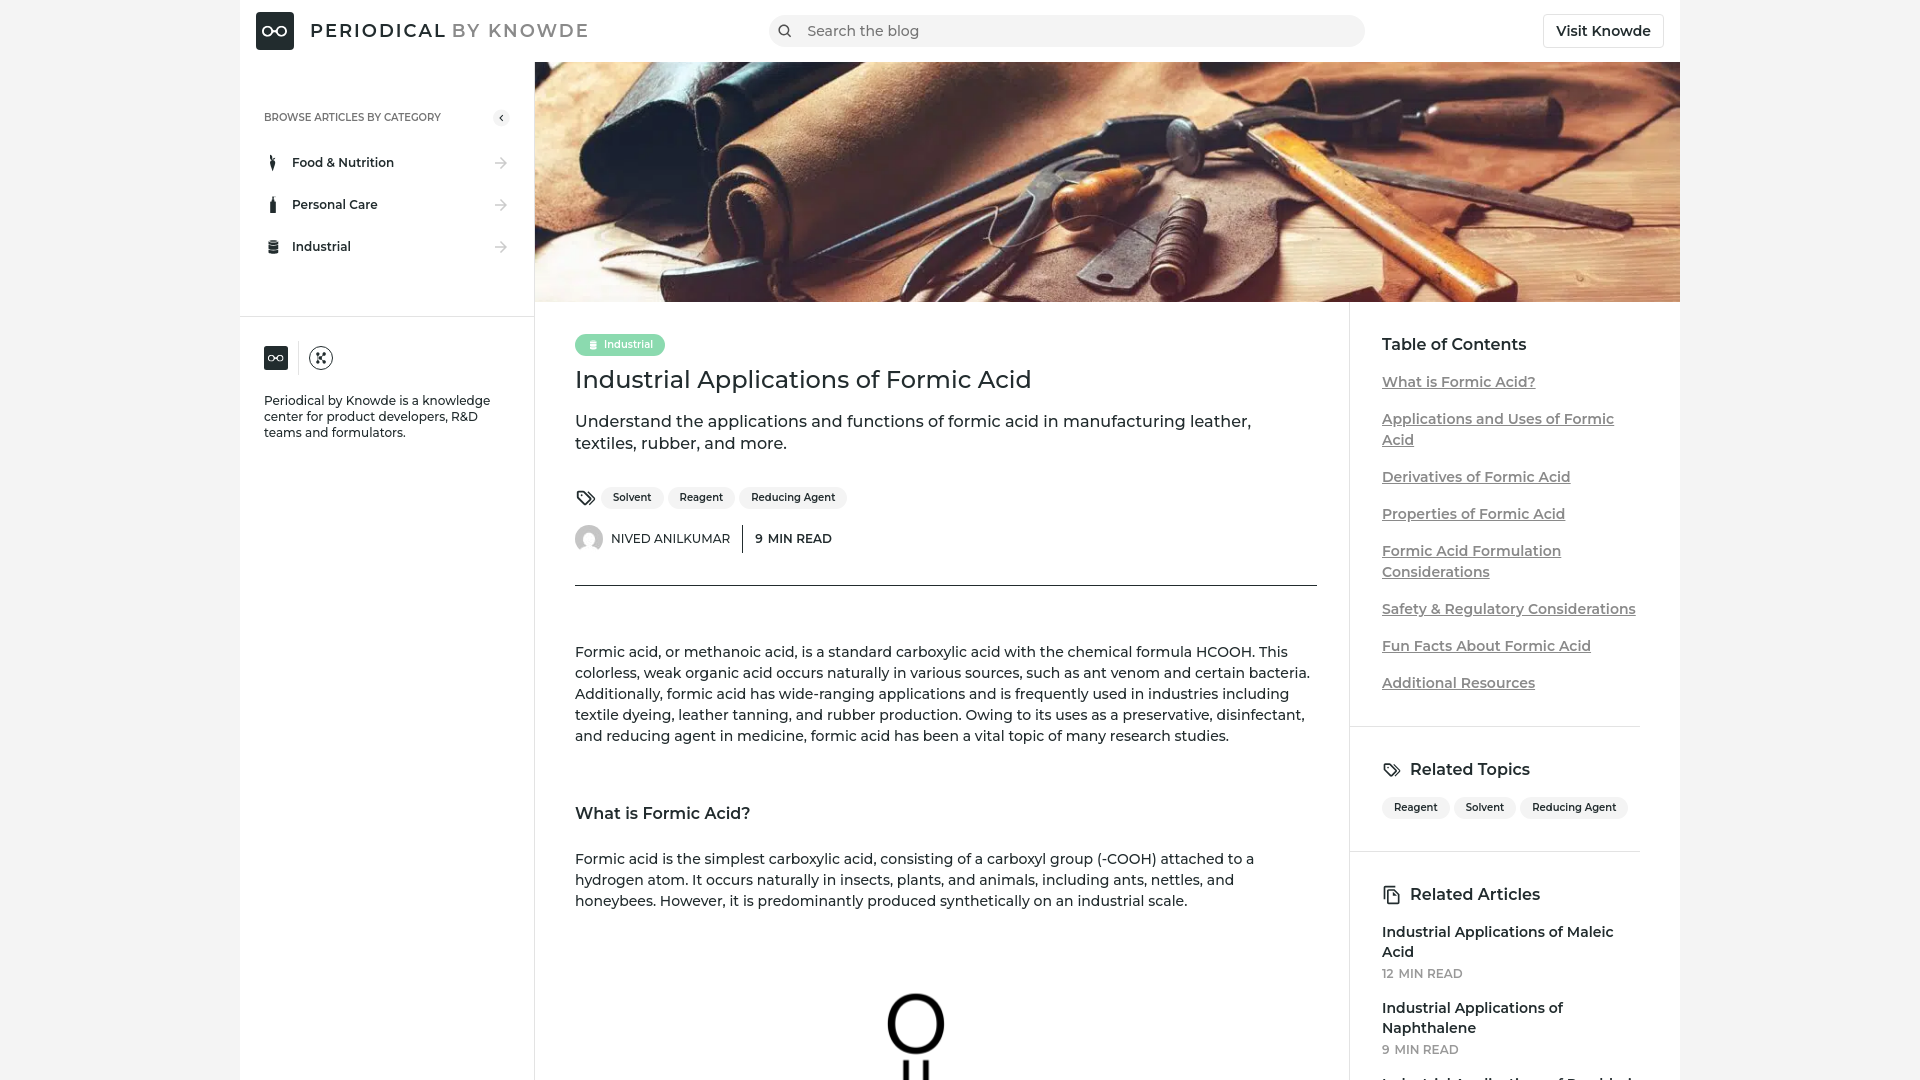 PERIODICAL BY KNOWDE
Search the blog
Visit Knowde
BROWSE ARTICLES BY CATEGORY
Food & Nutrition
Personal Care
Industrial
Periodical by Knowde is a knowledge
center for product developers, R&D
teams and formulators.
Industrial
Industrial Applications of Formic Acid
Understand the applications and functions of formic acid in manufacturing leather,
textiles, rubber, and more.
Solvent Reagent Reducing Agent
NIVED ANILKUMAR 9 MIN READ
Formic acid, or methanoic acid, is a standard carboxylic acid with the chemical formula HCOOH. This
colorless, weak organic acid occurs naturally in various sources, such as ant venom and certain bacteria.
Additionally, formic acid has wide-ranging applications and is frequently used in industries including
textile dyeing, leather tanning, and rubber production. Owing to its uses as a preservative, disinfectant,
and reducing agent in medicine, formic acid has been a vital topic of many research studies.
What is Formic Acid?
Formic acid is the simplest carboxylic acid, consisting of a carboxyl group (-COOH) attached to a
hydrogen atom. It occurs naturally in insects, plants, and animals, including ants, nettles, and
honeybees. However, it is predominantly produced synthetically on an industrial scale.
O
Table of Contents
What is Formic Acid?
Applications and Uses of Formic
Acid
Derivatives of Formic Acid
Properties of Formic Acid
Formic Acid Formulation
Considerations
Safety & Regulatory Considerations
Fun Facts About Formic Acid
Additional Resources
Related Topics
Reagent Solvent Reducing Agent
Related Articles
Industrial Applications of Maleic
Acid
12 MIN READ
Industrial Applications of
Naphthalene
9 MIN READ